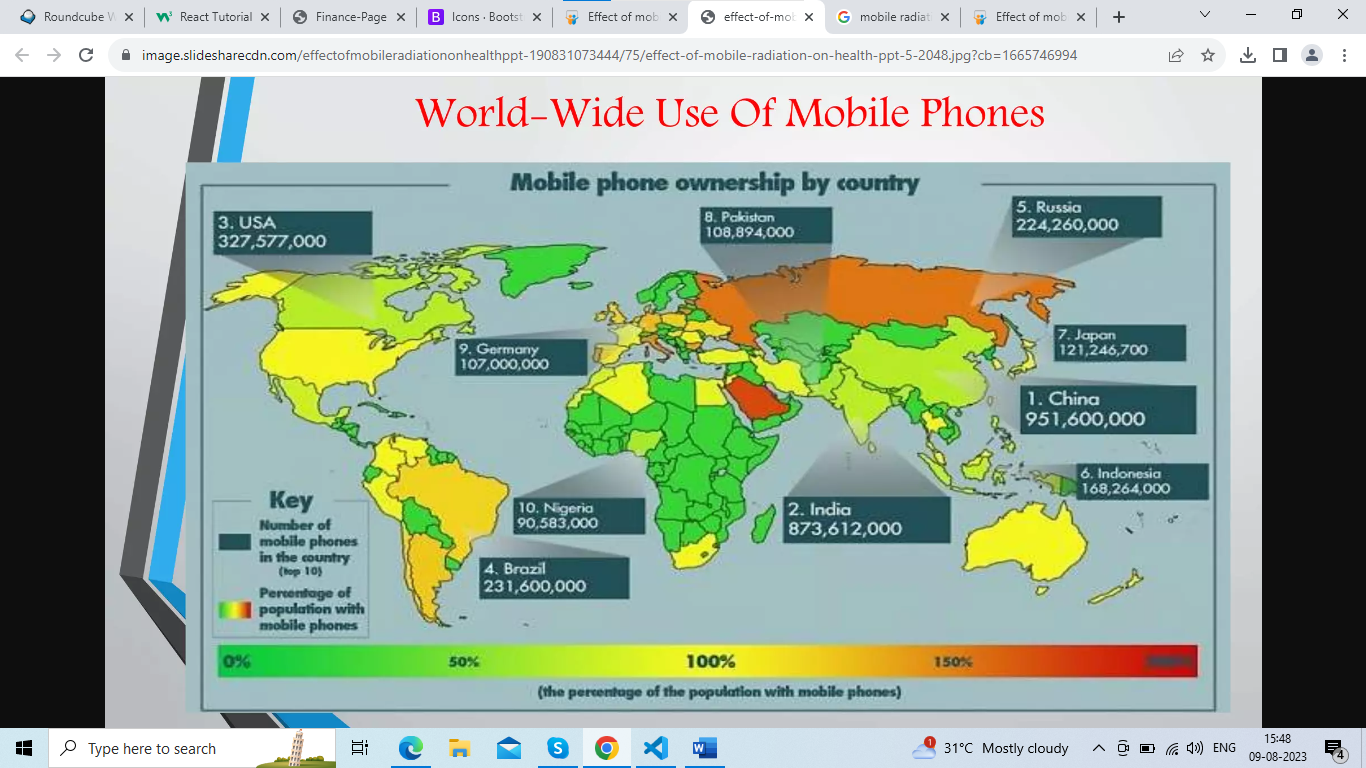 Roundcube W
React Tutorial
Finance-Page
Icons · Boots
Effect of mob
effect-of-mo
mobile radiat
Effect of mob
image.slidesharecdn.com/effectofmobileradiationonhealthppt-190831073444/75/effect-of-mobile-radiation-on-health-ppt-5-2048.jpg?cb=1665746994
World-Wide Use Of Mobile Phones
Mobile phone ownership by country
3. USA
327,577,000
8. Pakistan
108,894,000
5. Russia
224,260,000
9. Germany
107,000,000
7. Japan
121,246,700
1. China
951,600,000
6. Indonesia
168,264,000
10. Nigeria
90,583,000
2. India
873,612,000
4. Brazil
231,600,000
Key
Number of
mobile phones
in the country
(top 10)
Percentage of
population with
mobile phones
0% 50% 100% 150%
(the percentage of the population with mobile phones)
Type here to search
1
31°C Mostly cloudy
ENG
15:48
09-08-2023
4